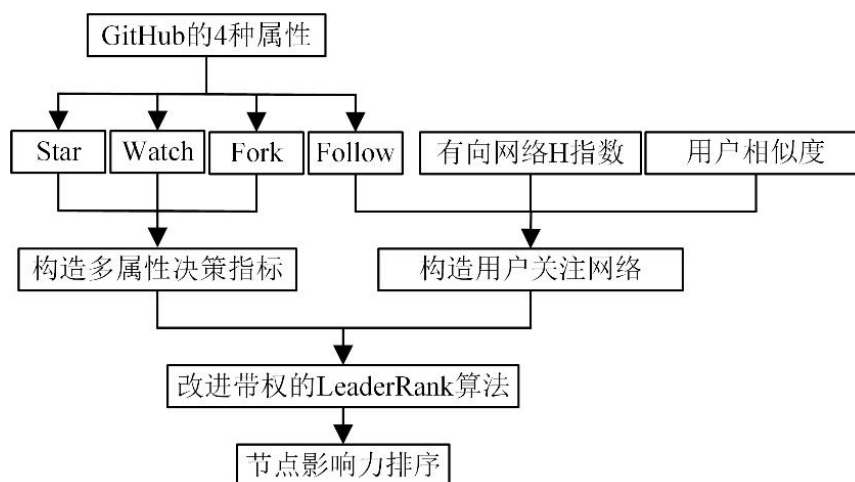 GitHub的4种属性
Star
Watch
Fork
Follow
有向网络H指数
用户相似度
构造多属性决策指标
构造用户关注网络
改进带权的LeaderRank算法
节点影响力排序